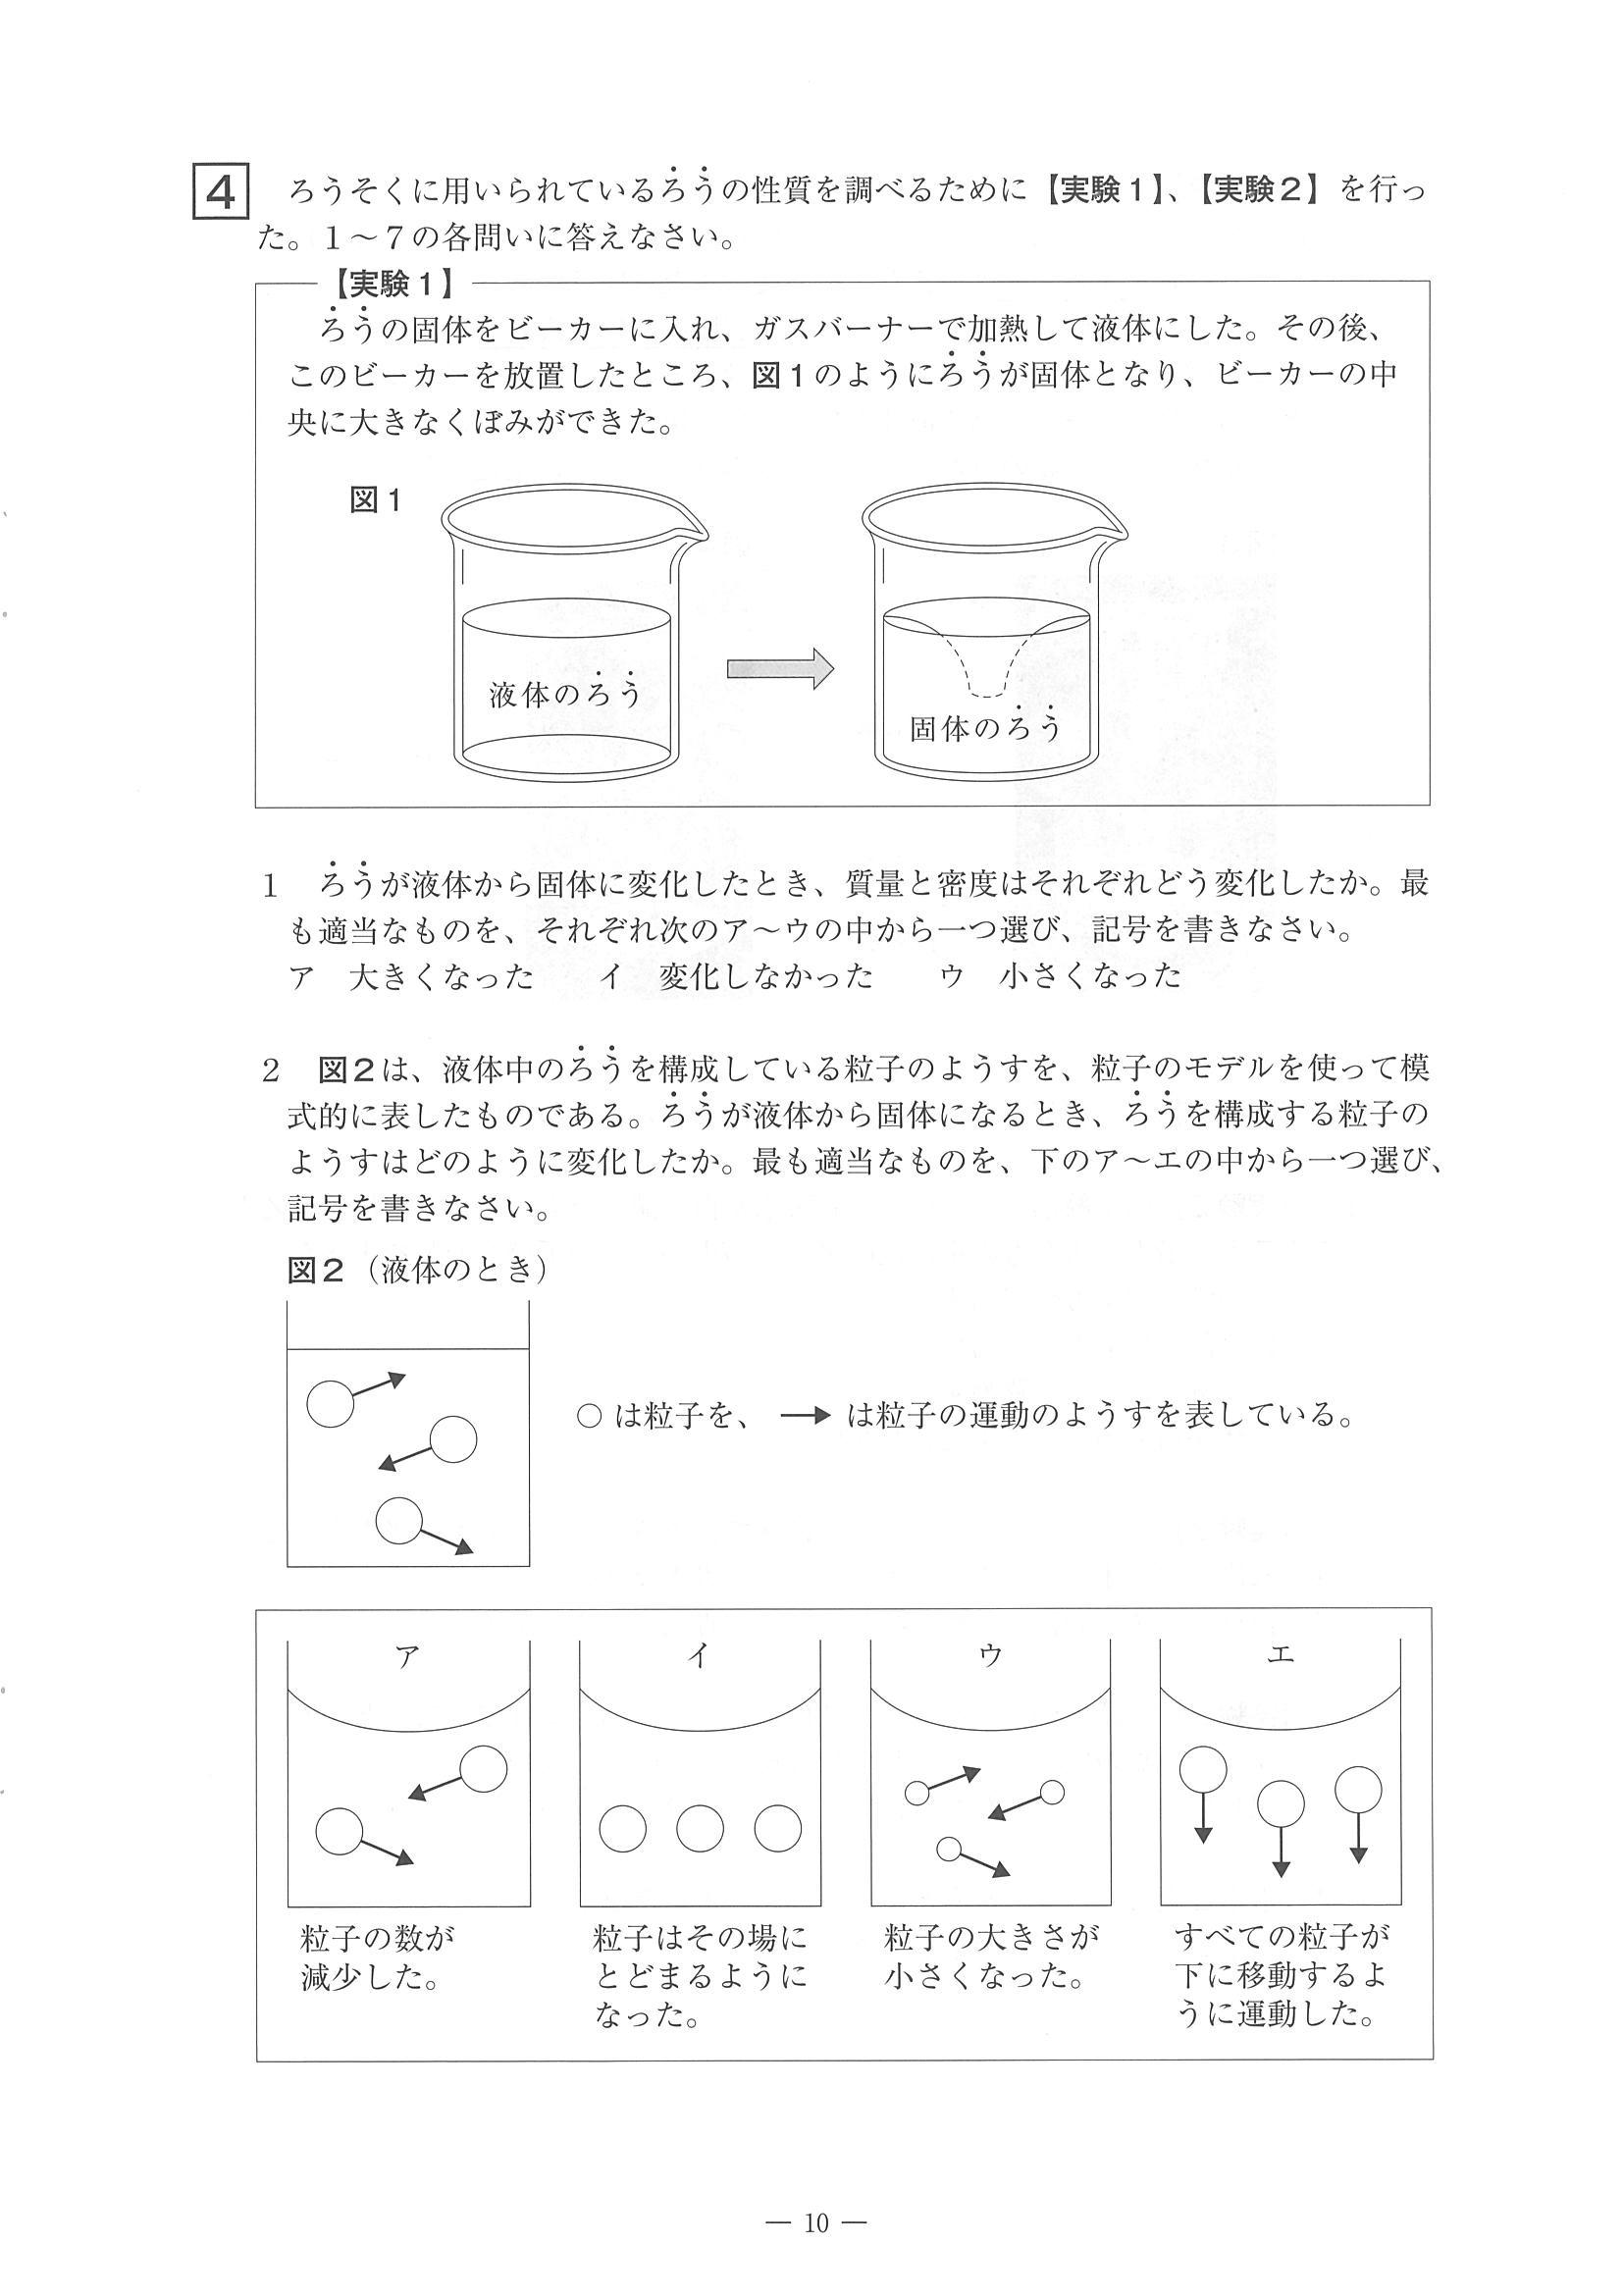 4 ろうそくに用いられているろうの性質を調べるために【実験1】、【実験2】を行っ
た。1～7の各問いに答えなさい。
【実験1】
ろうの固体をビーカーに入れ、ガスバーナーで加熱して液体にした。その後、
このビーカーを放置したところ、図1のようにろうが固体となり、ビーカーの中
央に大きなくぼみができた。
図1
液体のろう
固体のろう
1 ろうが液体から固体に変化したとき、質量と密度はそれぞれどう変化したか。最
も適当なものを、それぞれ次のア～ウの中から一つ選び、記号を書きなさい。
ア 大きくなった イ 変化しなかった ウ 小さくなった
2 図2は、液体中のろうを構成している粒子のようすを、粒子のモデルを使って模
式的に表したものである。ろうが液体から固体になるとき、ろうを構成する粒子の
ようすはどのように変化したか。最も適当なものを、下のア～エの中から一つ選び、
記号を書きなさい。
図2（液体のとき）
○は粒子を、→は粒子の運動のようすを表している。
ア
粒子の数が
減少した。
イ
粒子はその場に
とどまるように
なった。
ウ
粒子の大きさが
小さくなった。
エ
すべての粒子が
下に移動するよ
うに運動した。
— 10 —